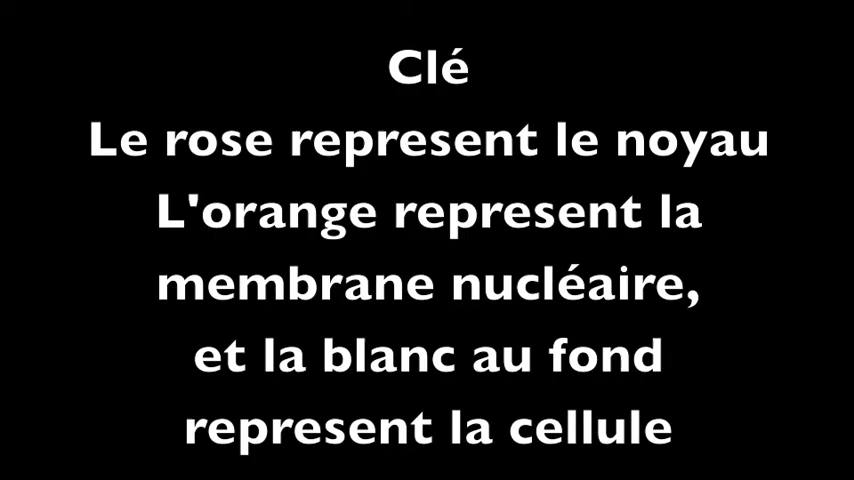 Clé
Le rose represent le noyau
L'orange represent la
membrane nucléaire,
et la blanc au fond
represent la cellule